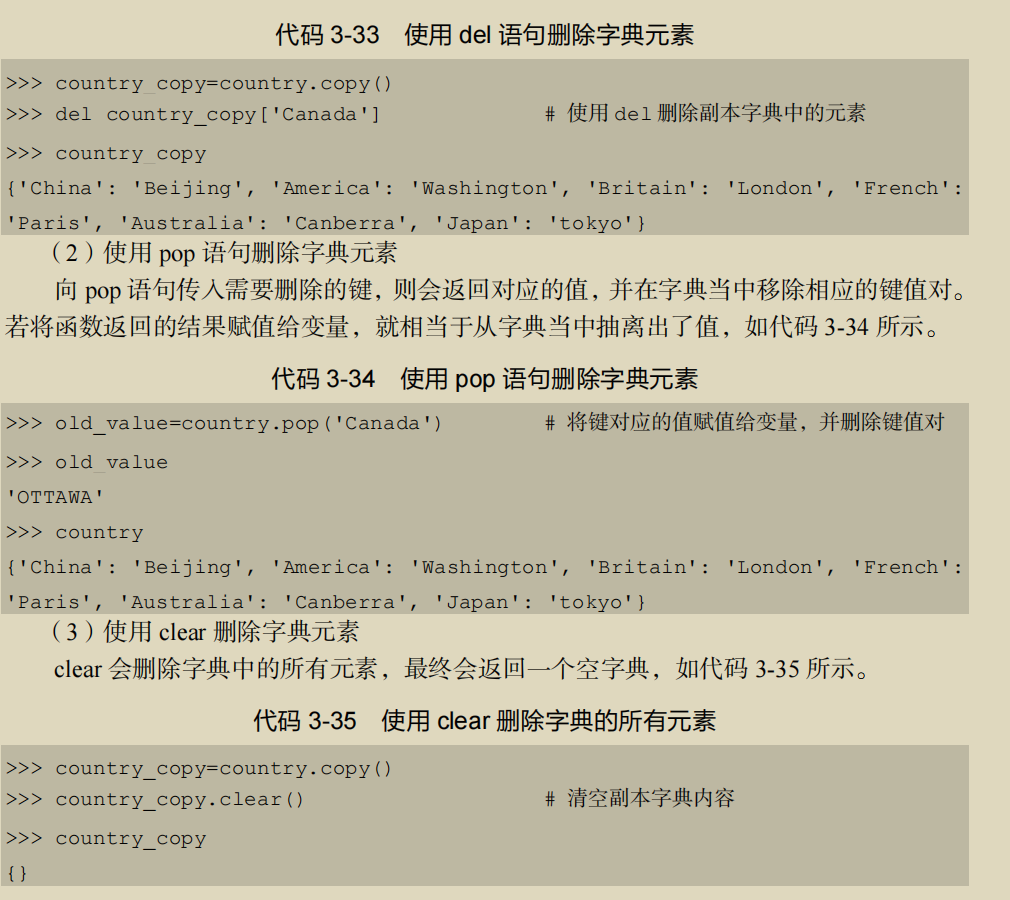 代码 3-33 使用 del 语句删除字典元素
>>> country_copy=country.copy()
>>> del country_copy['Canada'] # 使用 del 删除副本字典中的元素
>>> country_copy
{'China': 'Beijing', 'America': 'Washington', 'Britain': 'London', 'French':
'Paris', 'Australia': 'Canberra', 'Japan': 'tokyo'}
（2）使用 pop 语句删除字典元素
向 pop 语句传入需要删除的键，则会返回对应的值，并在字典当中移除相应的键值对。
若将函数返回的结果赋值给变量，就相当于从字典当中抽离出了值，如代码 3-34 所示。
代码 3-34 使用 pop 语句删除字典元素
>>> old_value=country.pop('Canada') # 将键对应的值赋值给变量，并删除键值对
>>> old_value
'OTTAWA'
>>> country
{'China': 'Beijing', 'America': 'Washington', 'Britain': 'London', 'French':
'Paris', 'Australia': 'Canberra', 'Japan': 'tokyo'}
（3）使用 clear 删除字典元素
clear 会删除字典中的所有元素，最终会返回一个空字典，如代码 3-35 所示。
代码 3-35 使用 clear 删除字典的所有元素
>>> country_copy=country.copy()
>>> country_copy.clear() # 清空副本字典内容
>>> country_copy
{}